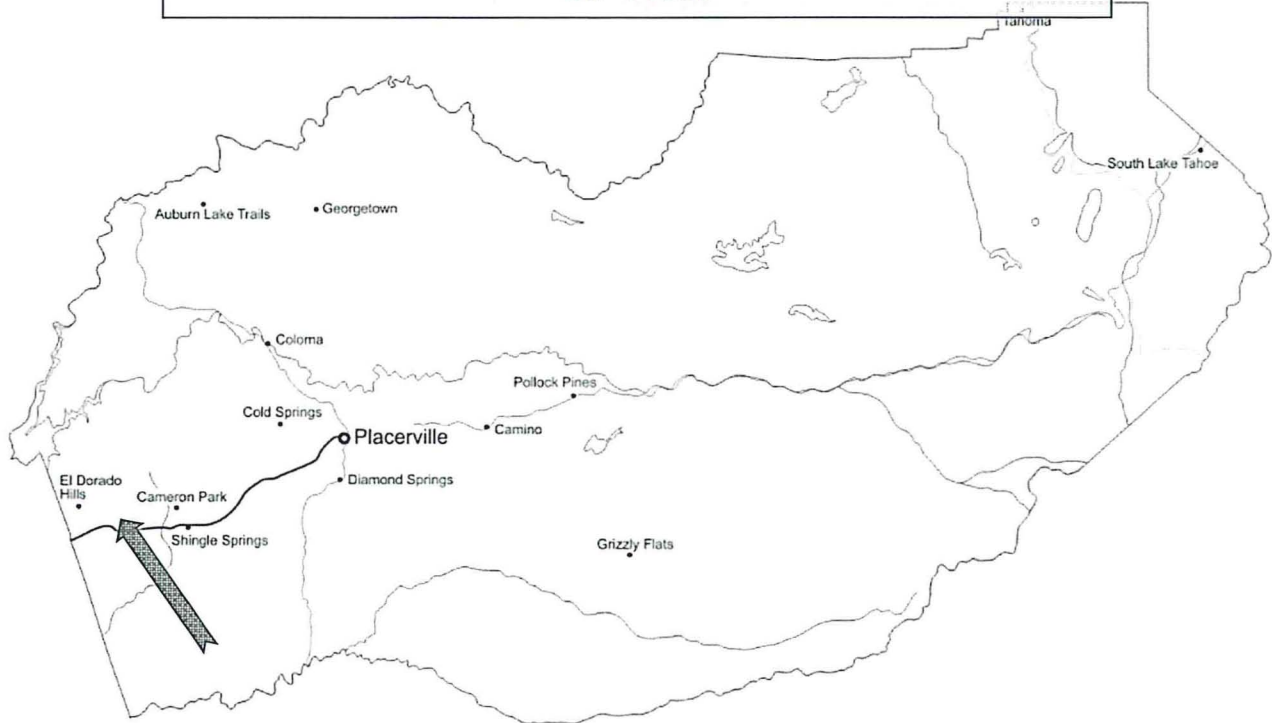 Tahoma
South Lake Tahoe
Auburn Lake Trails
Georgetown
Coloma
Pollock Pines
Cold Springs
Camino
Placerville
El Dorado
Hills
Cameron Park
Diamond Springs
Shingle Springs
Grizzly Flats